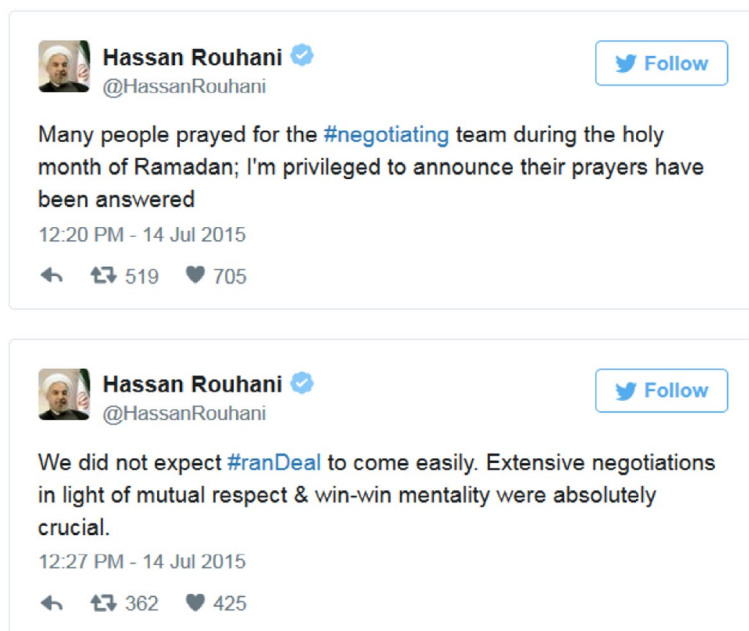 Hassan Rouhani
Follow
@HassanRouhani
Many people prayed for the #negotiating team during the holy
month of Ramadan; I'm privileged to announce their prayers have
been answered
12:20 PM - 14 Jul 2015
519 705
Hassan Rouhani
Follow
@HassanRouhani
We did not expect #ranDeal to come easily. Extensive negotiations
in light of mutual respect & win-win mentality were absolutely
crucial.
12:27 PM - 14 Jul 2015
362 425